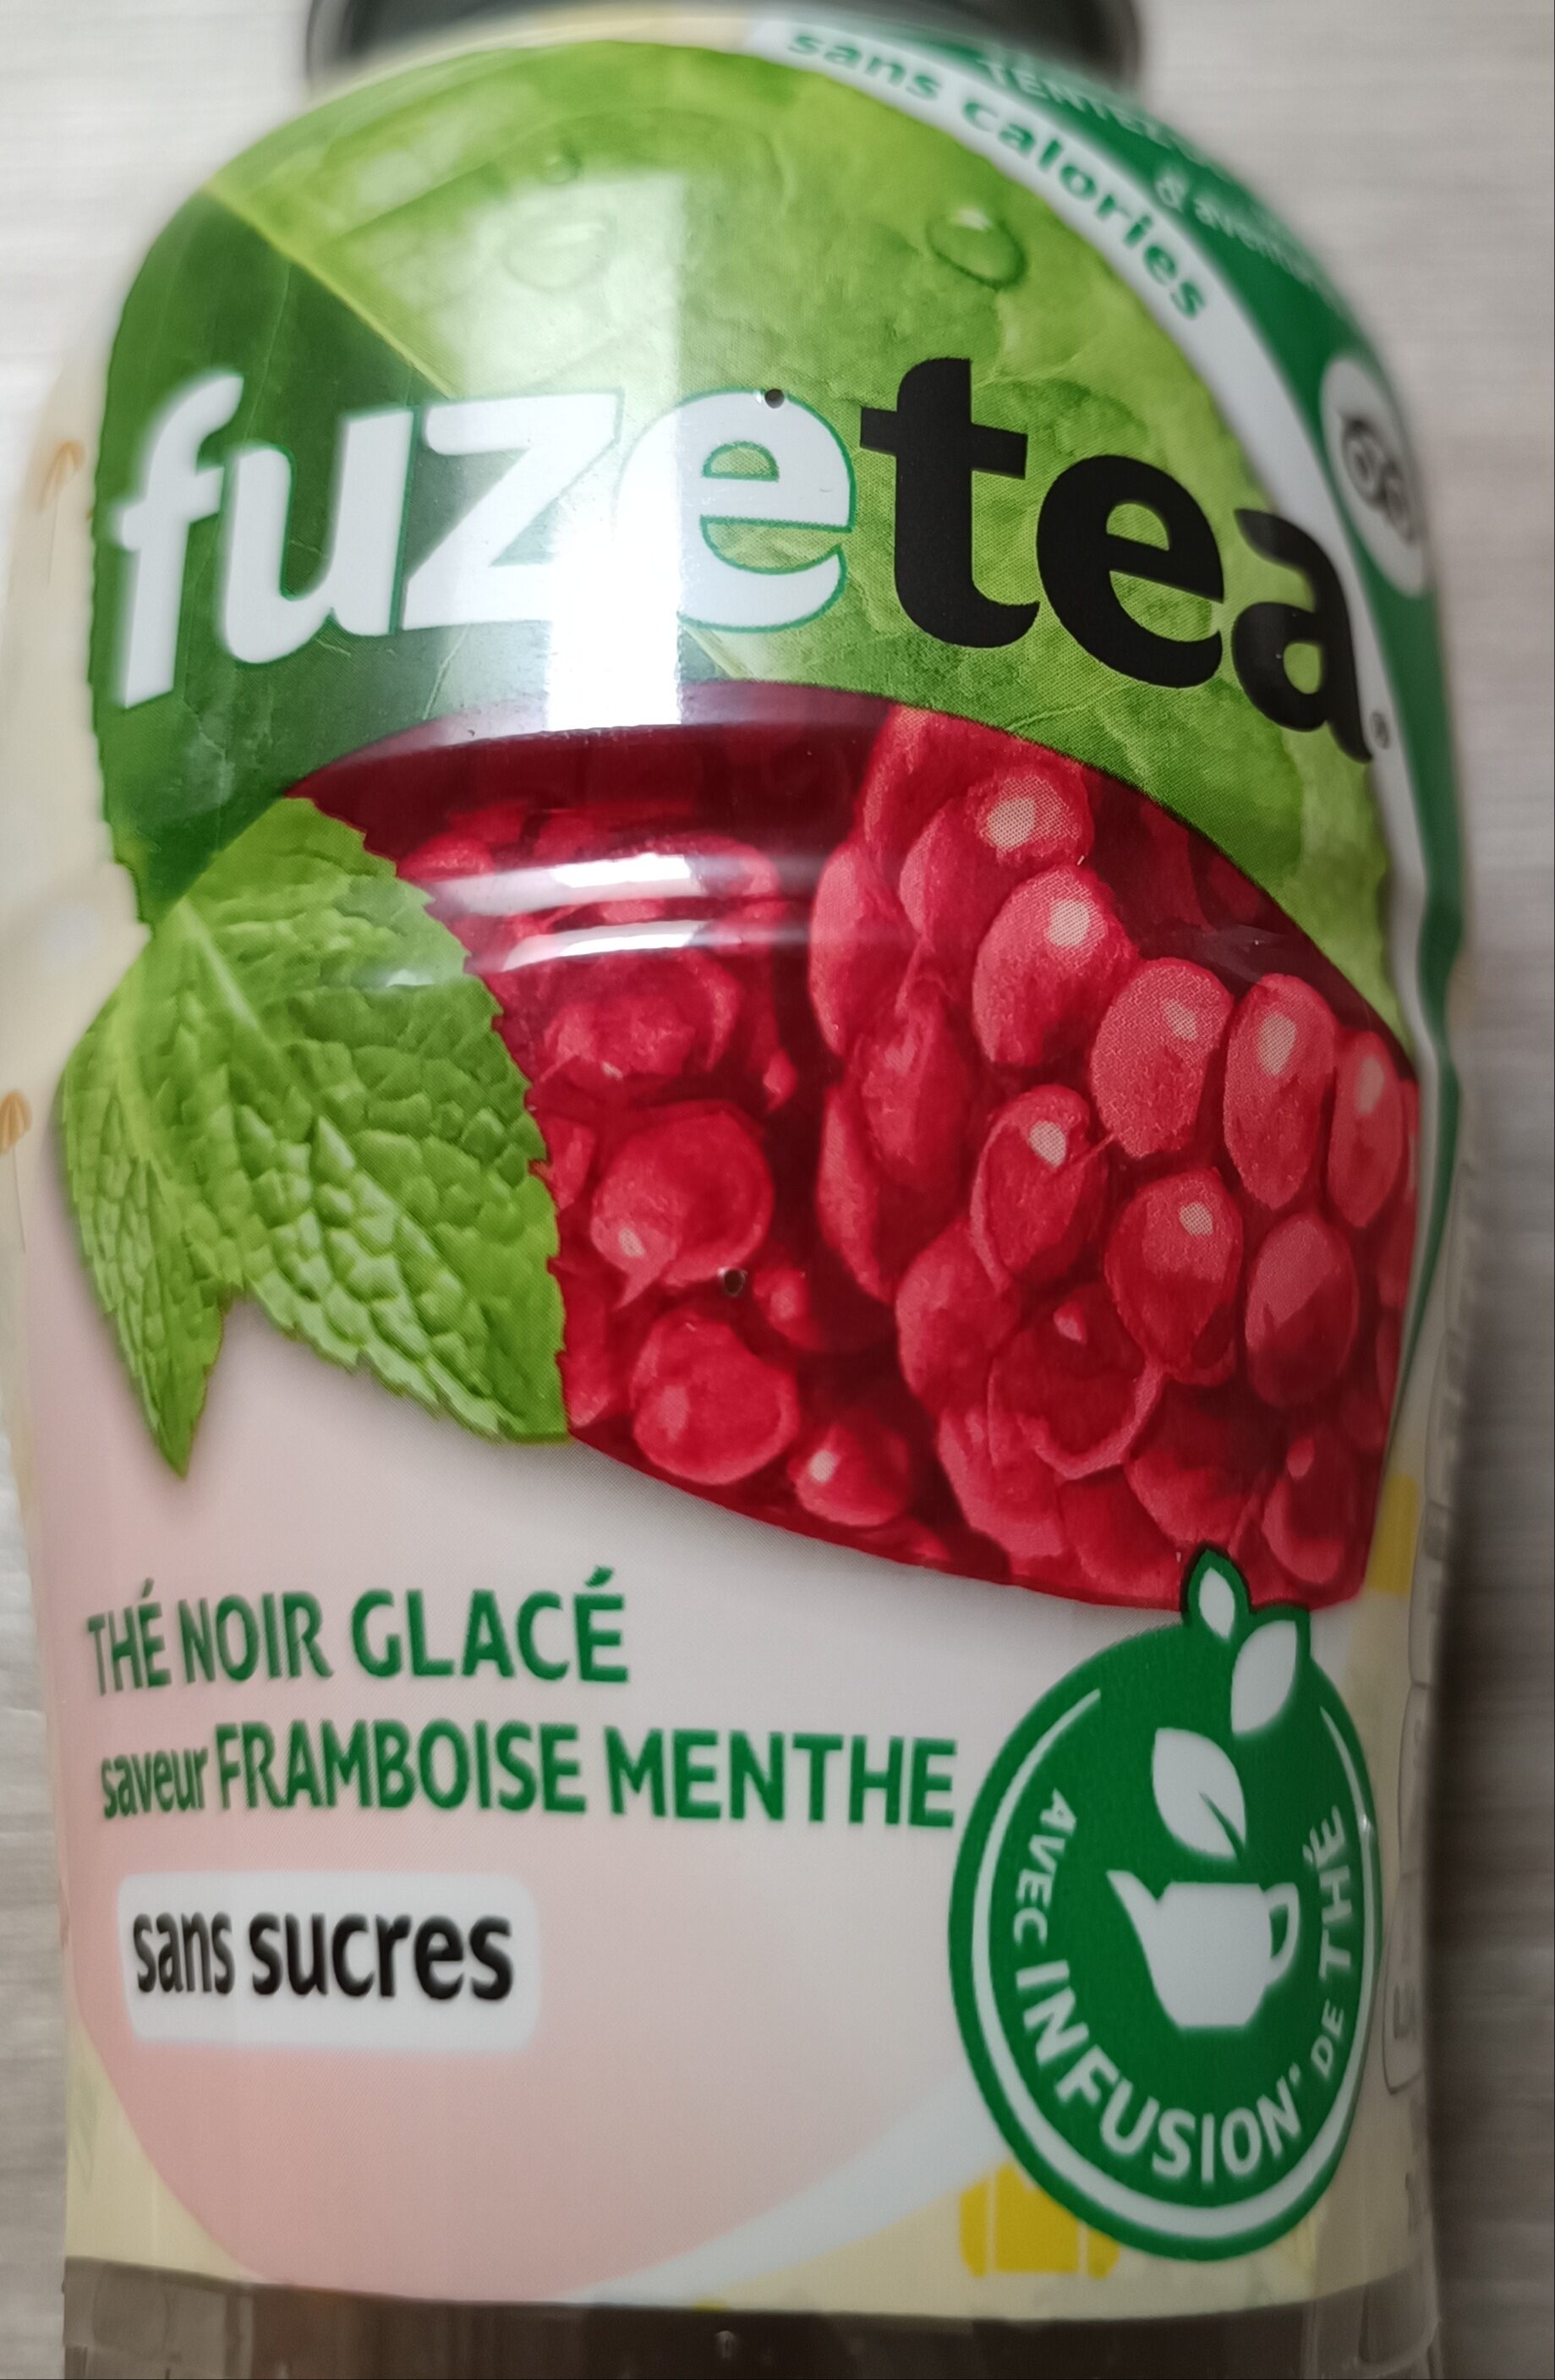 sans calories
fuzetea®
THÉ NOIR GLACÉ
saveur FRAMBOISE MENTHE
sans sucres
AVEC INFUSION* DE THÉ